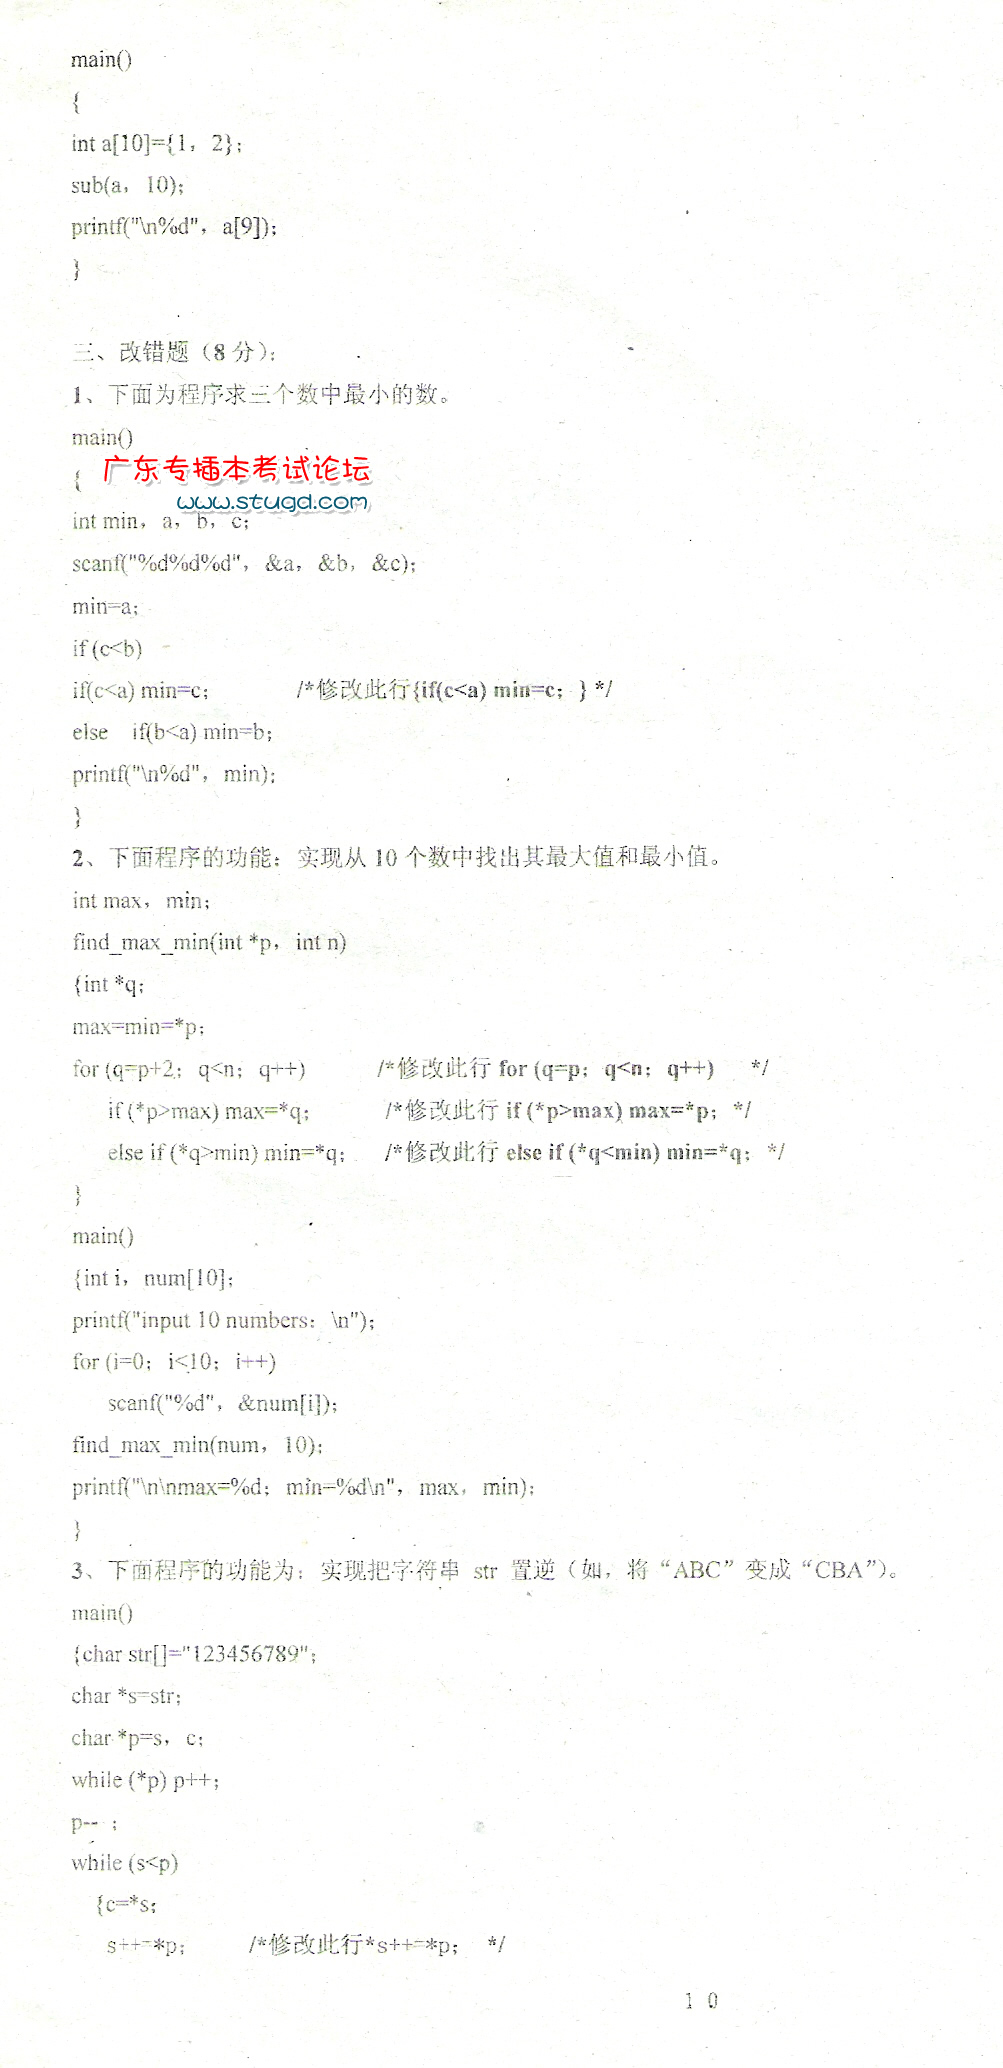 main()
{
int a[10]={1，2};
sub(a，10);
printf("\n%d"，a[9]);
}
三、改错题（8 分）:
1、下面为程序求三个数中最小的数。
main()
{
广东专插本考试论坛
www.stugd.com
int min，a，b，c;
scanf("%d%d%d"，&a，&b，&c);
min=a;
if (c<b)
if(c<a) min=c; /*修改此行{if(c<a) min=c; } */
else if(b<a) min=b;
printf("\n%d"，min);
}
2、下面程序的功能：实现从 10 个数中找出其最大值和最小值。
int max，min;
find_max_min(int *p，int n)
{int *q;
max=min=*p;
for (q=p+2; q<n; q++) /*修改此行 for (q=p; q<n; q++) */
if (*p>max) max=*q; /*修改此行 if (*p>max) max=*p; */
else if (*q>min) min=*q; /*修改此行 else if (*q<min) min=*q; */
}
main()
{int i，num[10];
printf("input 10 numbers：\n");
for (i=0; i<10; i++)
scanf("%d"，&num[i]);
find_max_min(num，10);
printf("\n\nmax=%d; min=%d\n"，max，min);
}
3、下面程序的功能为：实现把字符串 str 置逆（如，将“ABC”变成“CBA”）。
main()
{char str[]="123456789";
char *s=str;
char *p=s，c;
while (*p) p++;
p-- ;
while (s<p)
{c=*s;
s++=*p; /*修改此行*s++=*p; */
1 0